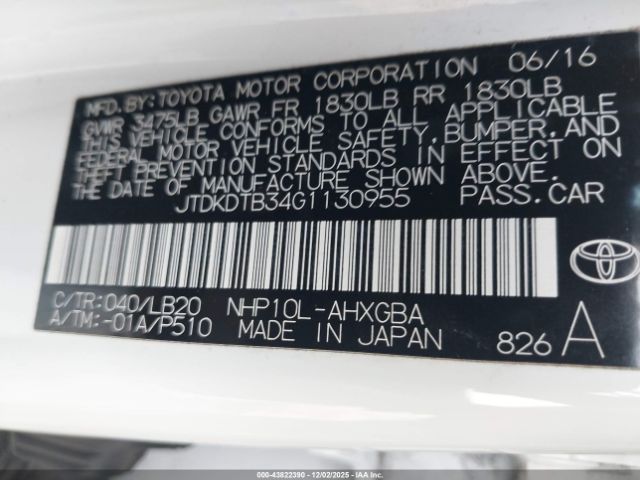 MFD.BY:TOYOTA MOTOR CORPORATION 06/16
GVWR 3475LB GAWR FR 1830LB RR 1830LB
THIS VEHICLE CONFORMS TO ALL APPLICABLE
FEDERAL MOTOR VEHICLE SAFETY,BUMPER,AND
THEFT PREVENTION STANDARDS IN EFFECT ON
THE DATE OF MANUFACTURE SHOWN ABOVE.
JTDKDTB34G1130955 PASS.CAR
C/TR:040/LB20 NHP10L-AHXGBA
A/TM:-01A/P510 MADE IN JAPAN
826 A
000-43822390 - 12/02/2025 - IAAI.COM